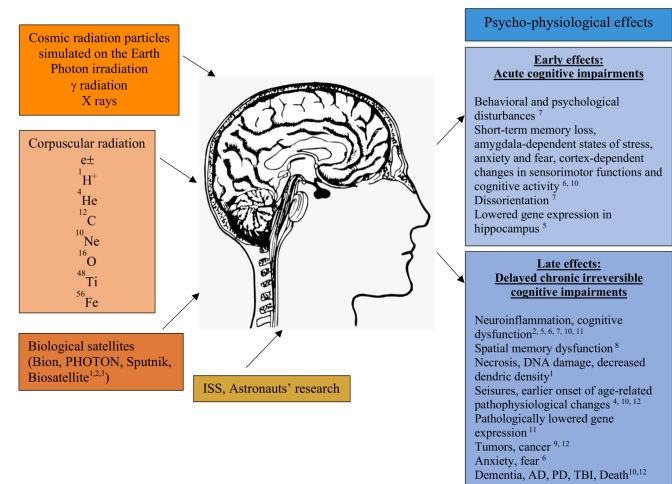 Cosmic radiation particles
simulated on the Earth
Photon irradiation
γ radiation
X rays
Corpuscular radiation
e±
¹H⁺
⁴He
¹²C
¹⁰Ne
¹⁶O
⁴⁸Ti
⁵⁶Fe
Biological satellites
(Bion, PHOTON, Sputnik,
Biosatellite¹,²,³)
ISS, Astronauts' research
Psycho-physiological effects
Early effects:
Acute cognitive impairments
Behavioral and psychological
disturbances ⁷
Short-term memory loss,
amygdala-dependent states of stress,
anxiety and fear, cortex-dependent
changes in sensorimotor functions and
cognitive activity ⁶, ¹⁰
Dissorientation ⁷
Lowered gene expression in
hippocampus ⁵
Late effects:
Delayed chronic irreversible
cognitive impairments
Neuroinflammation, cognitive
dysfunction², ⁵, ⁶, ⁷, ¹⁰, ¹¹
Spatial memory dysfunction ⁸
Necrosis, DNA damage, decreased
dendric density¹
Seisures, earlier onset of age-related
pathophysiological changes ⁴, ¹⁰, ¹²
Pathologically lowered gene
expression ¹¹
Tumors, cancer ⁹, ¹²
Anxiety, fear ⁶
Dementia, AD, PD, TBI, Death¹⁰,¹²